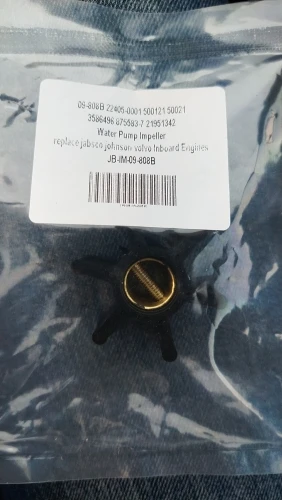 09-808B 22405-0001 500121 50021
3586496 875583-7 21951342
Water Pump Impeller
replace jabsco johnson volvo Inboard Engines
JB-IM-09-808B